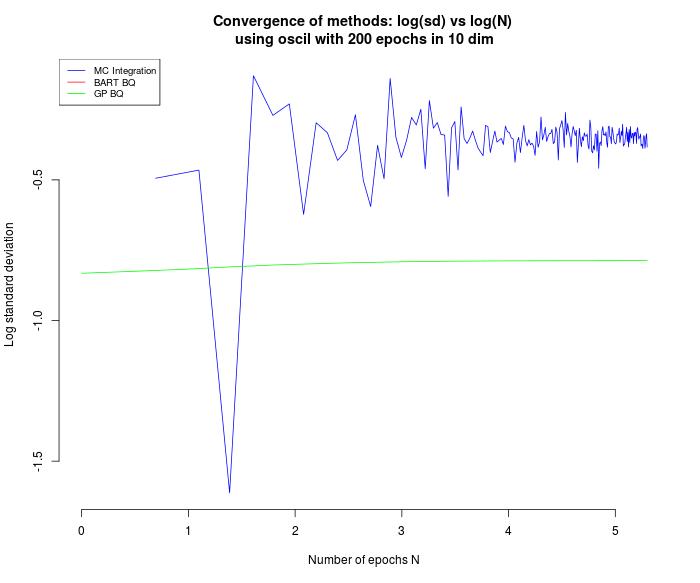 Convergence of methods: log(sd) vs log(N)
using oscil with 200 epochs in 10 dim
MC Integration
BART BQ
GP BQ
Log standard deviation
-0.5
-1.0
-1.5
0 1 2 3 4 5
Number of epochs N